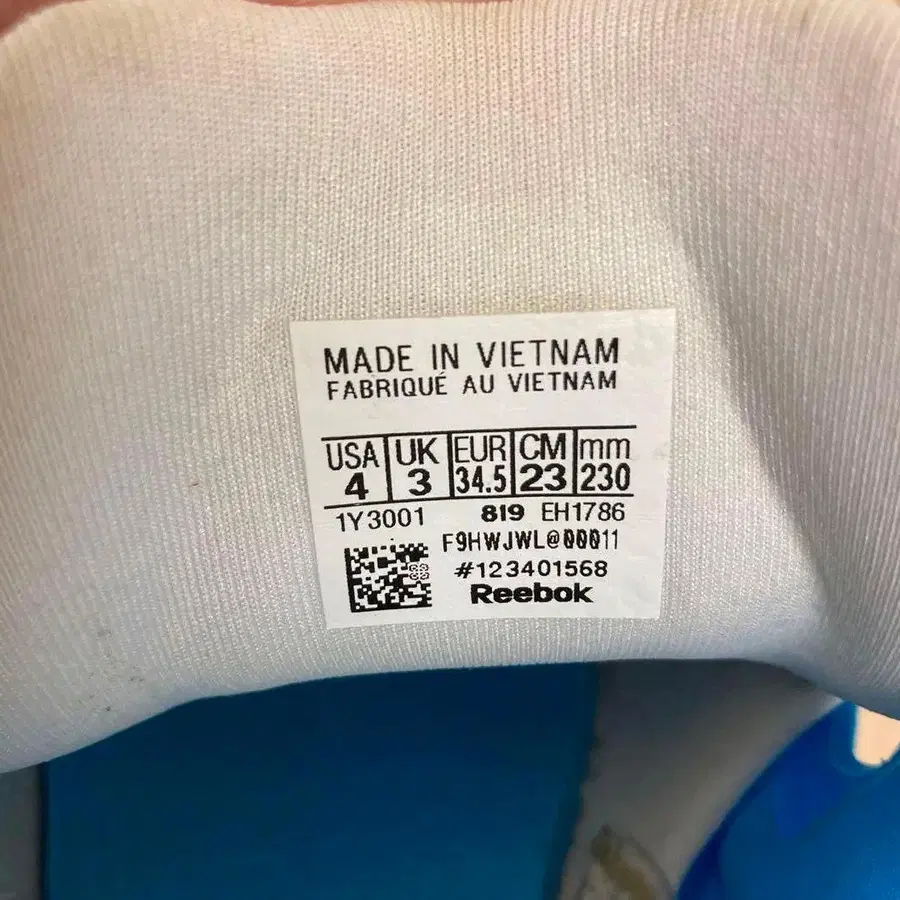 MADE IN VIETNAM
FABRIQUÉ AU VIETNAM
USA UK EUR CM mm
4 3 34.5 23 230
1Y3001 819 EH1786
F9HWJWL@00011
#123401568
Reebok